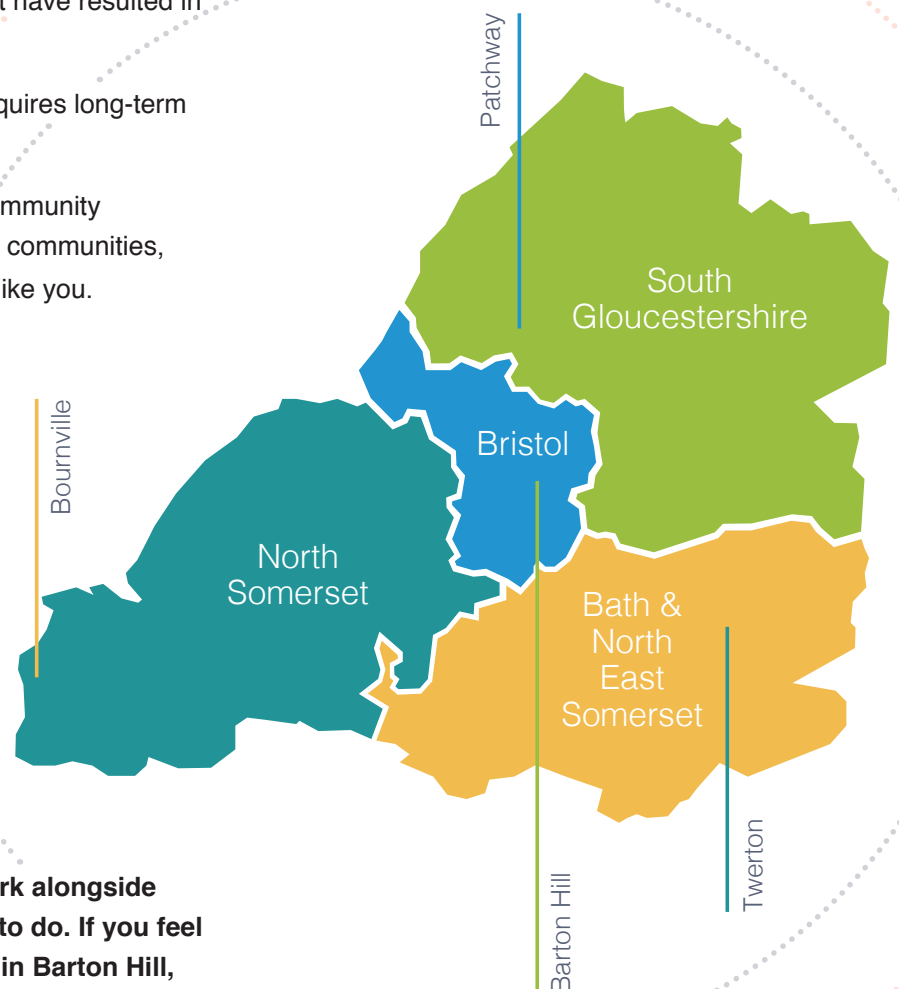 t have resulted in
quires long-term
mmunity
communities,
ike you.
Patchway
South
Gloucestershire
Bournville
Bristol
North
Somerset
Bath &
North
East
Somerset
Twerton
Barton Hill
rk alongside
to do. If you feel
in Barton Hill,